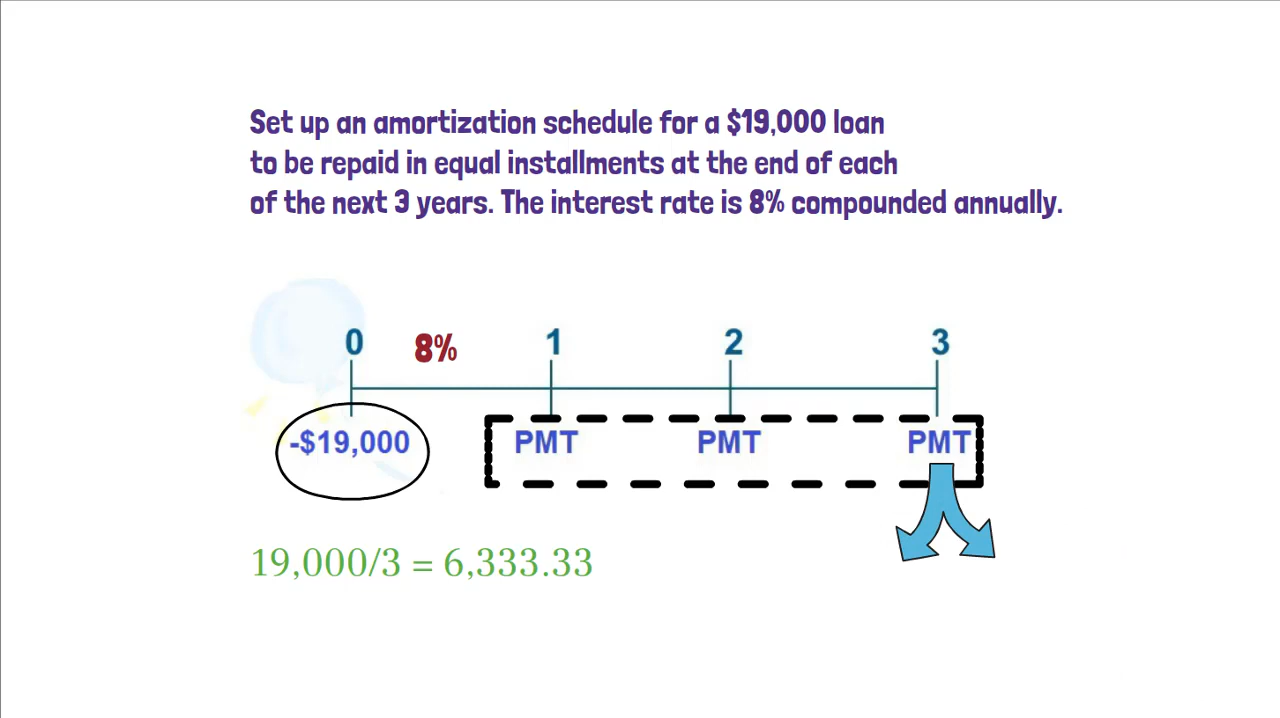 Set up an amortization schedule for a $19,000 loan
to be repaid in equal installments at the end of each
of the next 3 years. The interest rate is 8% compounded annually.
0 8% 1 2 3
-$19,000 PMT PMT PMT
19,000/3 = 6,333.33